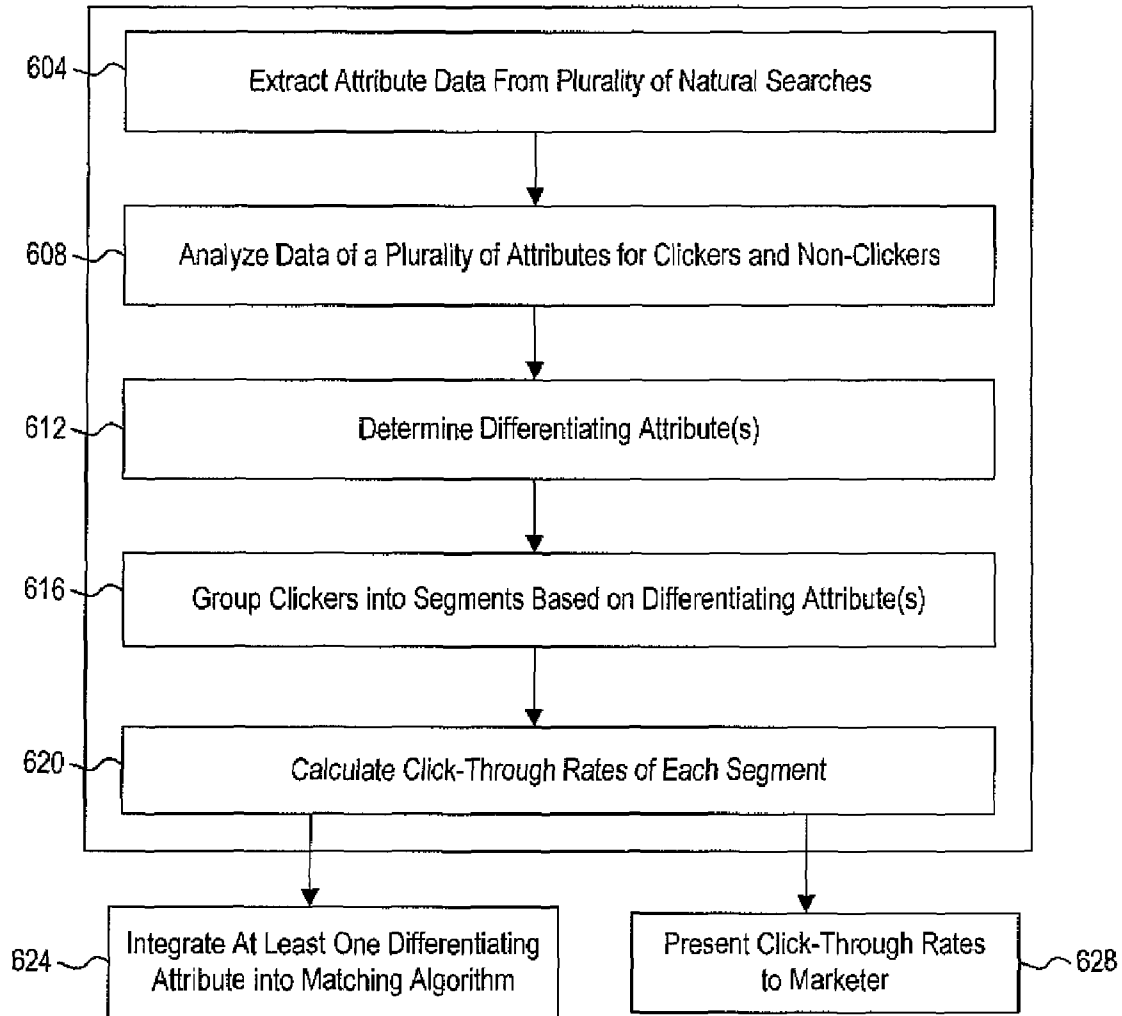 604
Extract Attribute Data From Plurality of Natural Searches
608
Analyze Data of a Plurality of Attributes for Clickers and Non-Clickers
612
Determine Differentiating Attribute(s)
616
Group Clickers into Segments Based on Differentiating Attribute(s)
620
Calculate Click-Through Rates of Each Segment
624
Integrate At Least One Differentiating
Attribute into Matching Algorithm
Present Click-Through Rates
to Marketer
628